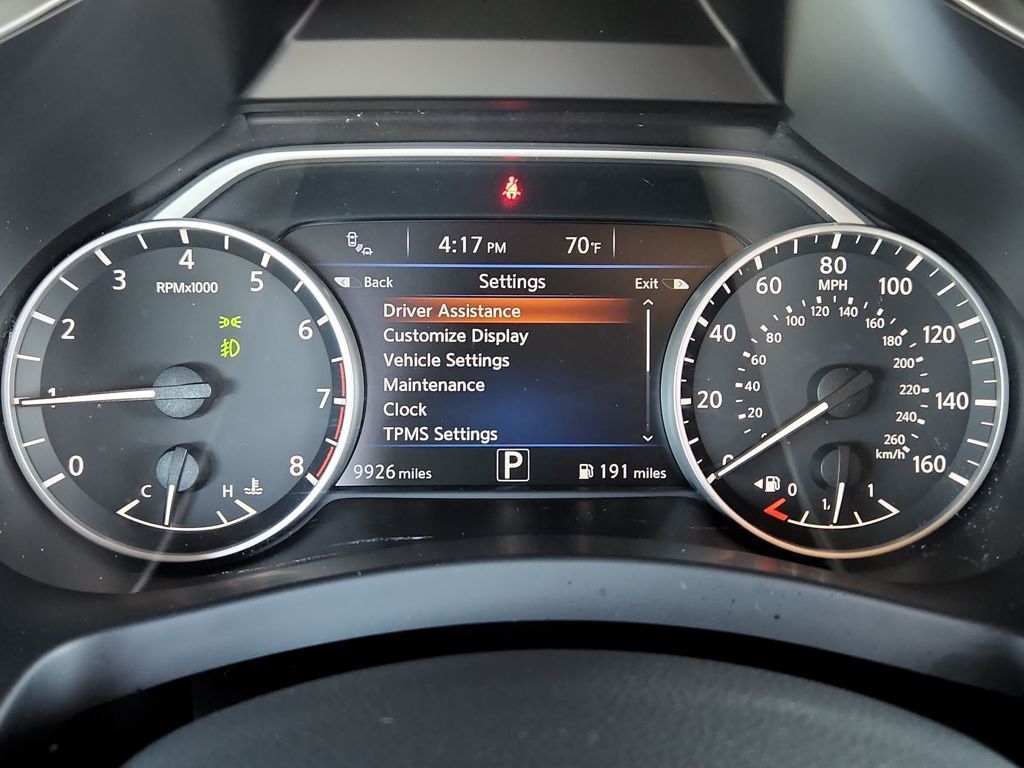 4:17 PM 70°F
Back Settings Exit
Driver Assistance
Customize Display
Vehicle Settings
Maintenance
Clock
TPMS Settings
9926 miles P 191 miles
RPMx1000
0 1 2 3 4 5 6 7 8
C H
MPH
0 20 40 60 80 100 120 140 160
20 40 60 80 100 120 140 160 180 200 220 240 260
km/h
0 1